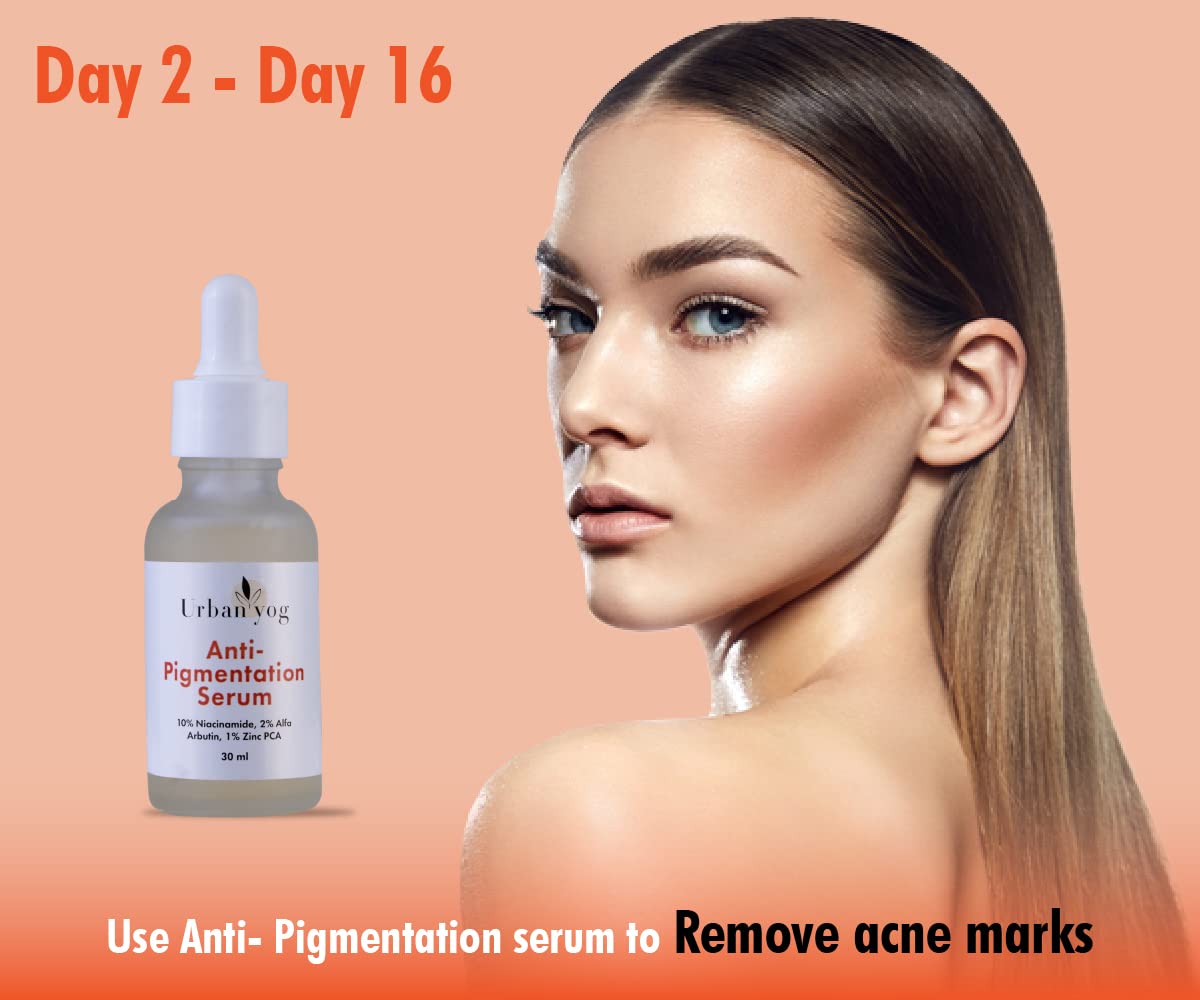 Day 2 - Day 16
Urban yog
Anti-
Pigmentation
Serum
10% Niacinamide, 2% Alfa
Arbutin, 1% Zinc PCA
30 ml
Use Anti- Pigmentation serum to Remove acne marks